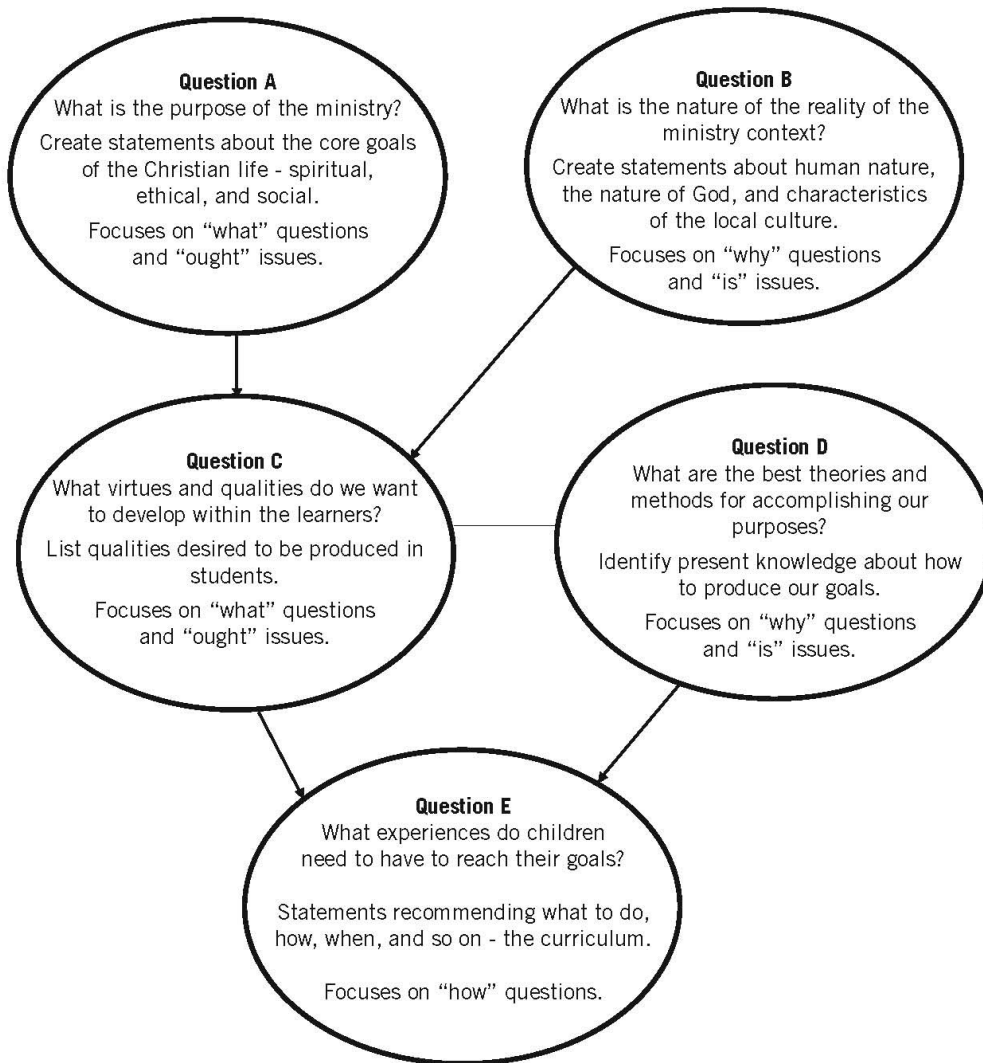 Question A
What is the purpose of the ministry?
Create statements about the core goals
of the Christian life - spiritual,
ethical, and social.
Focuses on “what” questions
and “ought” issues.
Question B
What is the nature of the reality of the
ministry context?
Create statements about human nature,
the nature of God, and characteristics
of the local culture.
Focuses on “why” questions
and “is” issues.
Question C
What virtues and qualities do we want
to develop within the learners?
List qualities desired to be produced in
students.
Focuses on “what” questions
and “ought” issues.
Question D
What are the best theories and
methods for accomplishing our
purposes?
Identify present knowledge about how
to produce our goals.
Focuses on “why” questions
and “is” issues.
Question E
What experiences do children
need to have to reach their goals?
Statements recommending what to do,
how, when, and so on - the curriculum.
Focuses on “how” questions.